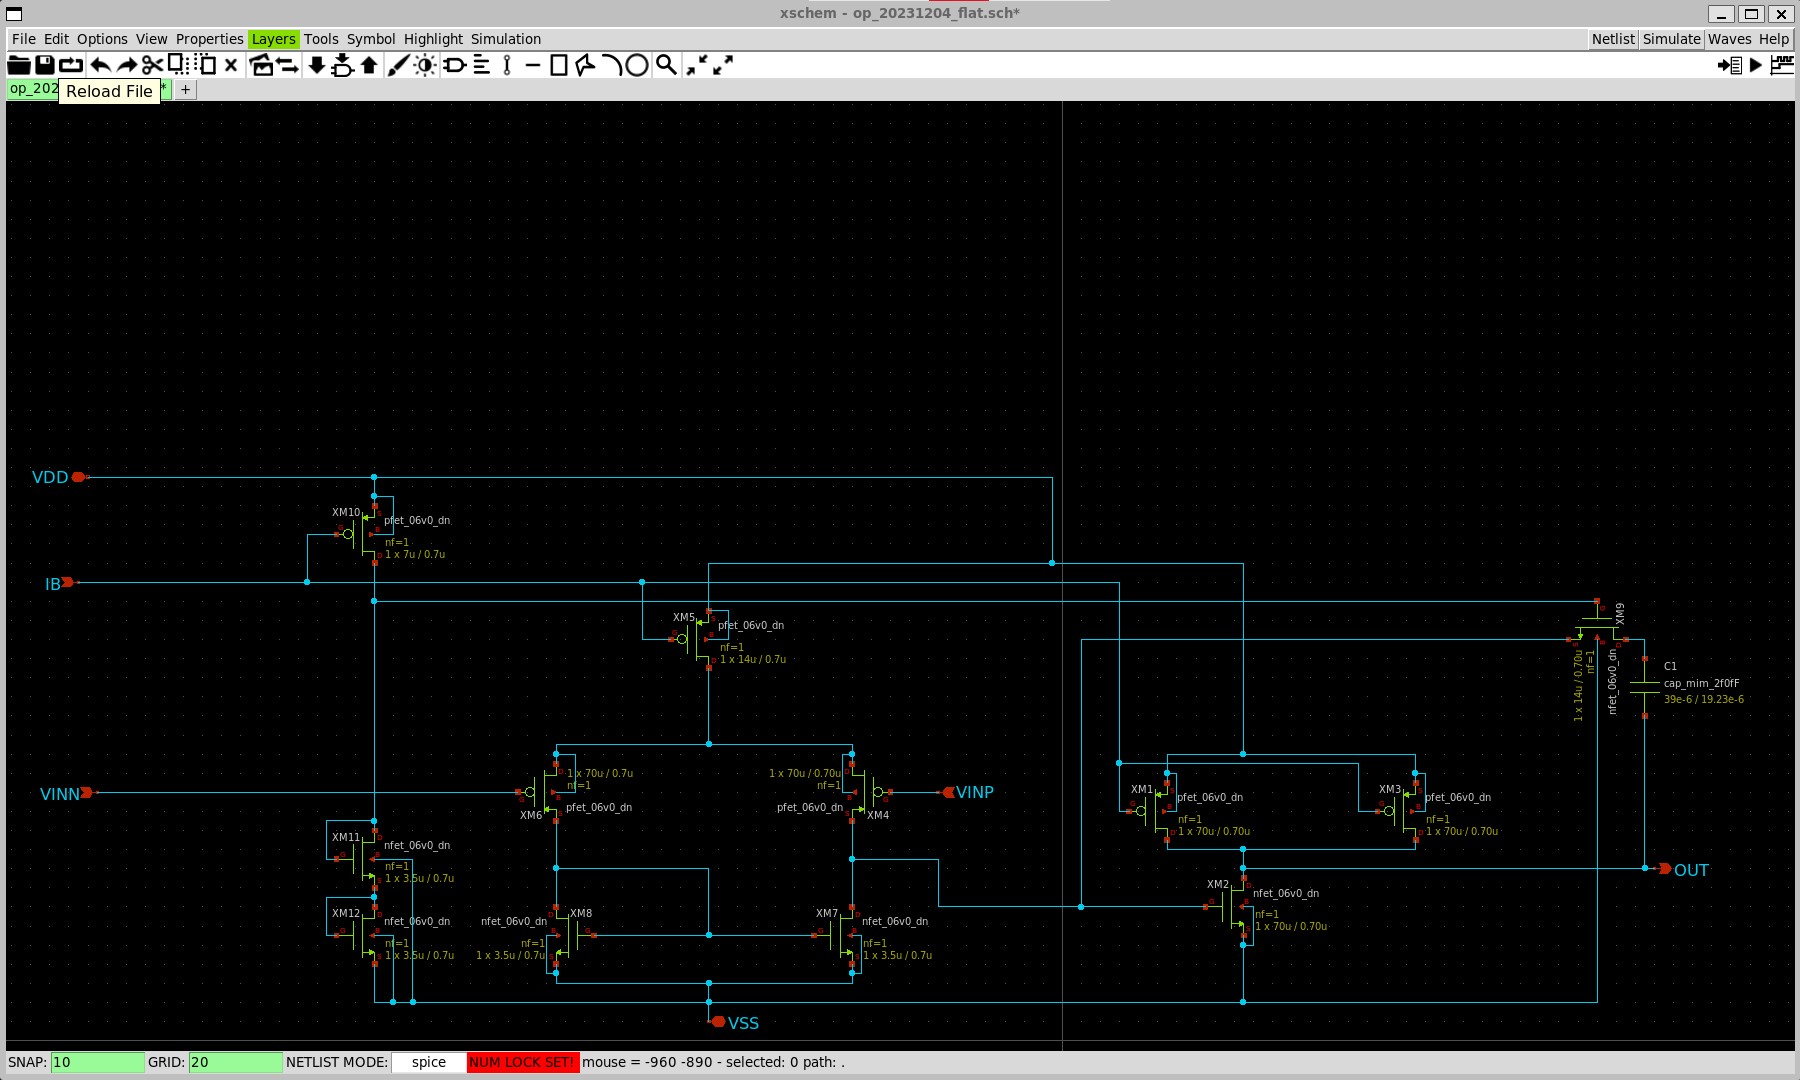 xschem - op_20231204_flat.sch*
File Edit Options View Properties Layers Tools Symbol Highlight Simulation Netlist Simulate Waves Help
op_202 * +
Reload File
VDD
XM10
pfet_06v0_dn
nf=1
1 x 7u / 0.7u
IB
XM5
pfet_06v0_dn
nf=1
1 x 14u / 0.7u
XM9
nfet_06v0_dn
nf=1
1 x 14u / 0.70u
C1
cap_mim_2f0fF
39e-6 / 19.23e-6
VINN
1 x 70u / 0.7u
nf=1
pfet_06v0_dn
XM6
1 x 70u / 0.70u
nf=1
pfet_06v0_dn
XM4
VINP
XM1
pfet_06v0_dn
nf=1
1 x 70u / 0.70u
XM3
pfet_06v0_dn
nf=1
1 x 70u / 0.70u
XM11
nfet_06v0_dn
nf=1
1 x 3.5u / 0.7u
OUT
XM2
nfet_06v0_dn
nf=1
1 x 70u / 0.70u
XM12
nfet_06v0_dn
nf=1
1 x 3.5u / 0.7u
nfet_06v0_dn
XM8
nf=1
1 x 3.5u / 0.7u
XM7
nfet_06v0_dn
nf=1
1 x 3.5u / 0.7u
VSS
SNAP: 10 GRID: 20 NETLIST MODE: spice NUM LOCK SET! mouse = -960 -890 - selected: 0 path: .